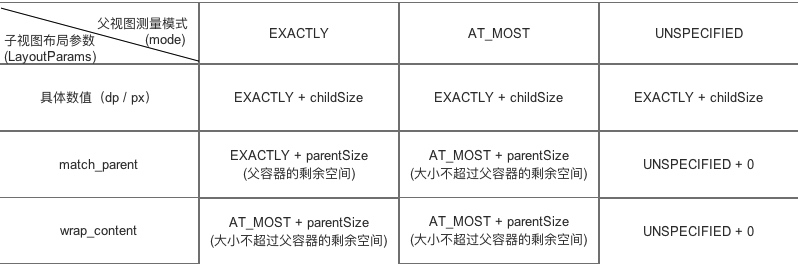 父视图测量模式
(mode)
子视图布局参数
(LayoutParams)
EXACTLY
AT_MOST
UNSPECIFIED
具体数值（dp / px）
EXACTLY + childSize
EXACTLY + childSize
EXACTLY + childSize
match_parent
EXACTLY + parentSize
(父容器的剩余空间)
AT_MOST + parentSize
(大小不超过父容器的剩余空间)
UNSPECIFIED + 0
wrap_content
AT_MOST + parentSize
(大小不超过父容器的剩余空间)
AT_MOST + parentSize
(大小不超过父容器的剩余空间)
UNSPECIFIED + 0